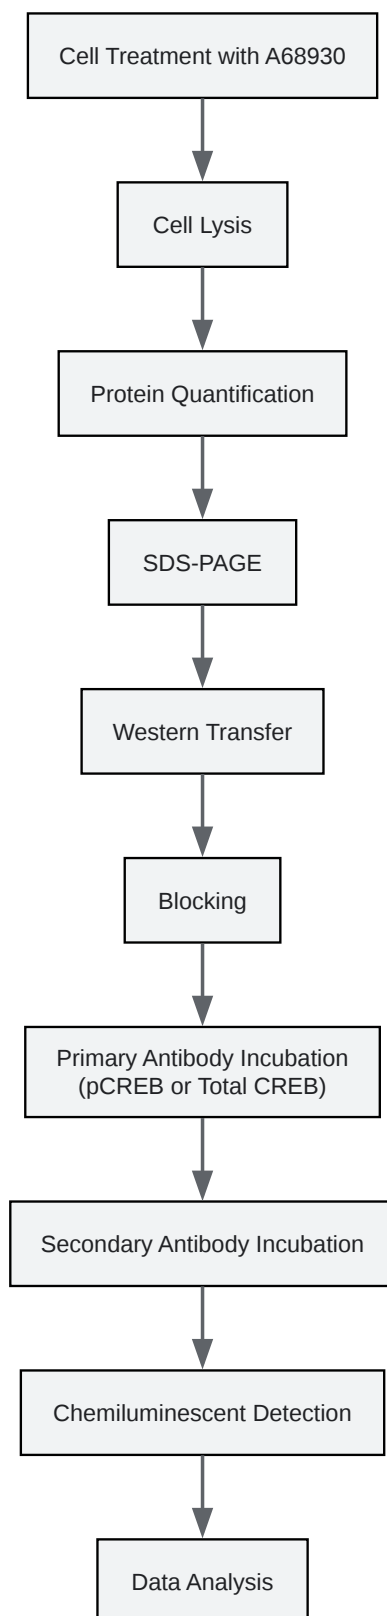 Cell Treatment with A68930
Cell Lysis
Protein Quantification
SDS-PAGE
Western Transfer
Blocking
Primary Antibody Incubation
(pCREB or Total CREB)
Secondary Antibody Incubation
Chemiluminescent Detection
Data Analysis